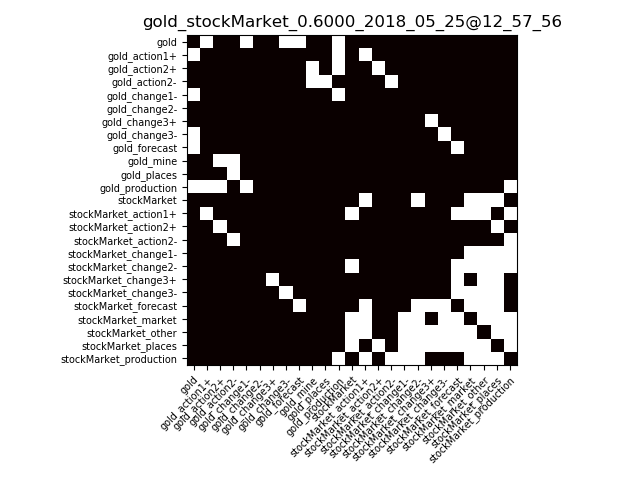 gold_stockMarket_0.6000_2018_05_25@12_57_56
gold
gold_action1+
gold_action2+
gold_action2-
gold_change1-
gold_change2-
gold_change3+
gold_change3-
gold_forecast
gold_mine
gold_places
gold_production
stockMarket
stockMarket_action1+
stockMarket_action2+
stockMarket_action2-
stockMarket_change1-
stockMarket_change2-
stockMarket_change3+
stockMarket_change3-
stockMarket_forecast
stockMarket_market
stockMarket_other
stockMarket_places
stockMarket_production
gold
gold_action1+
gold_action2+
gold_action2-
gold_change1-
gold_change2-
gold_change3+
gold_change3-
gold_forecast
gold_mine
gold_places
gold_production
stockMarket
stockMarket_action1+
stockMarket_action2+
stockMarket_action2-
stockMarket_change1-
stockMarket_change2-
stockMarket_change3+
stockMarket_change3-
stockMarket_forecast
stockMarket_market
stockMarket_other
stockMarket_places
stockMarket_production